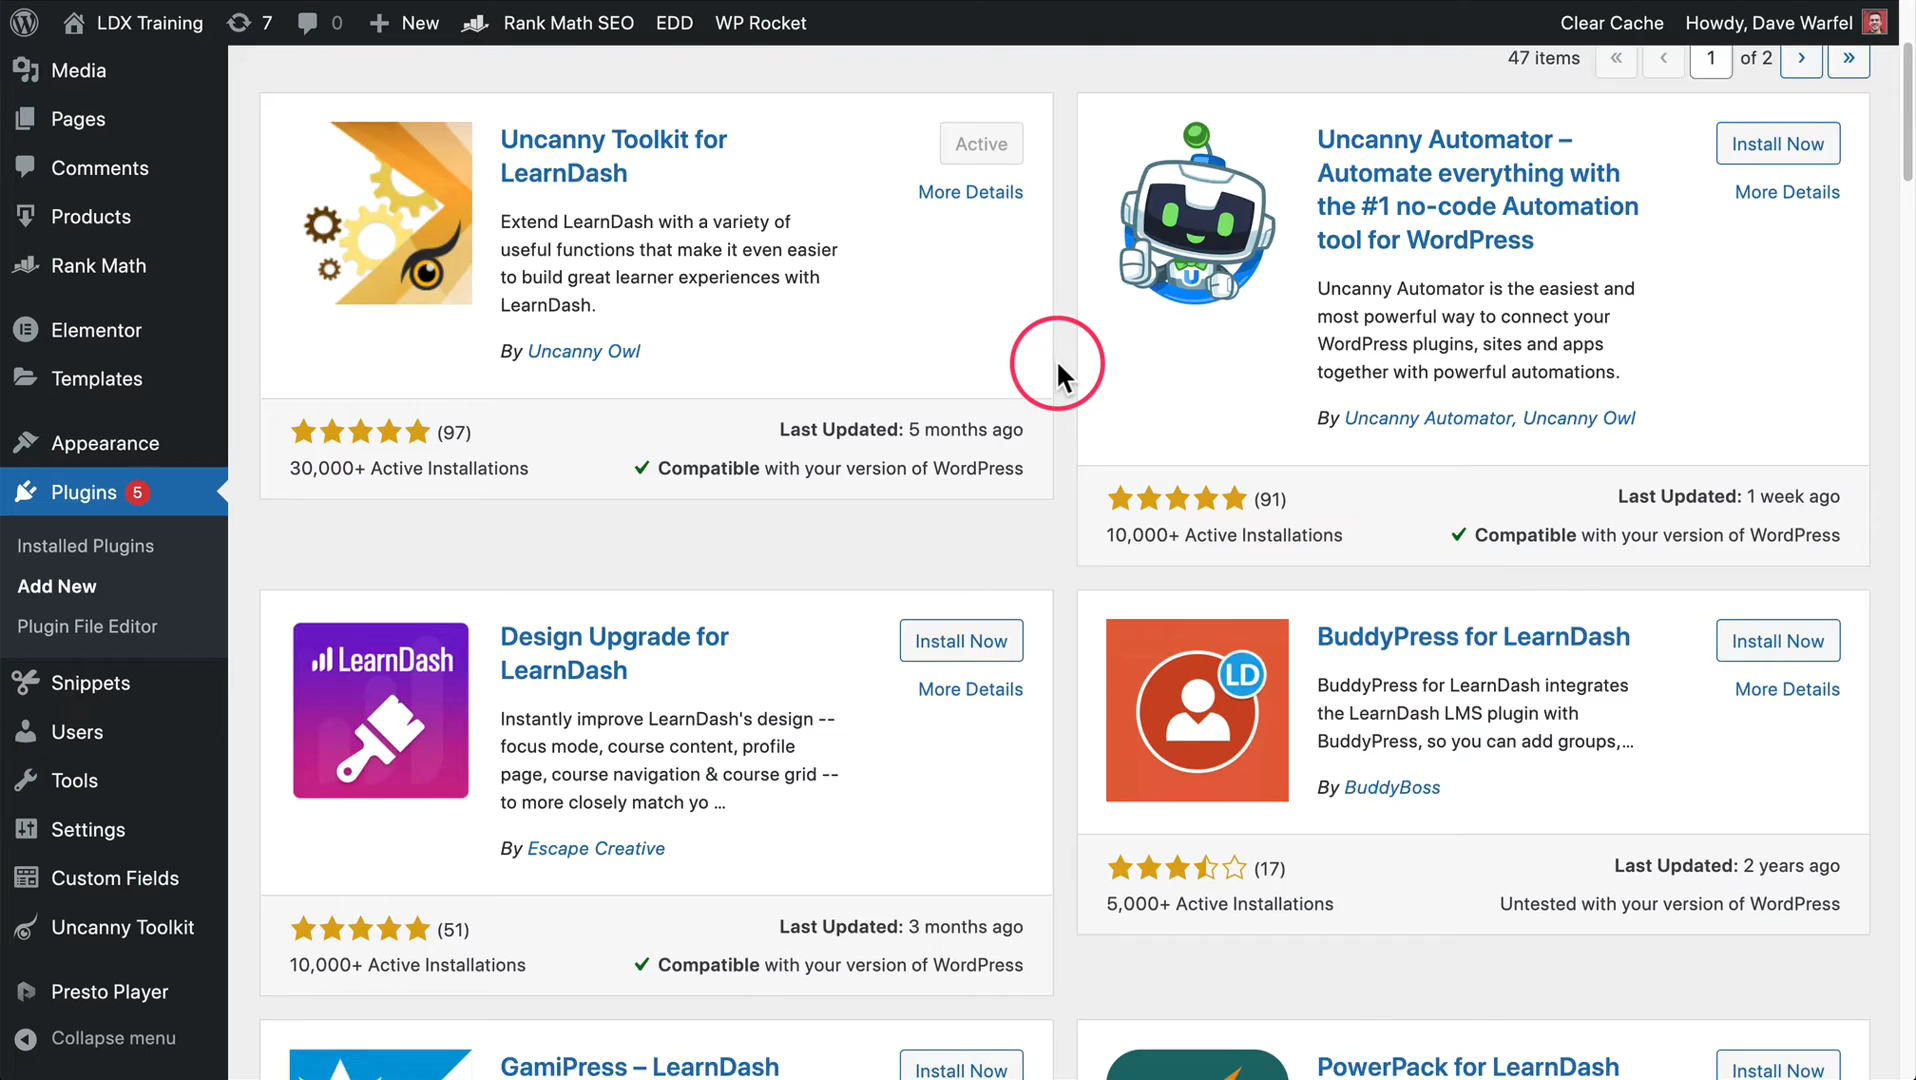 LDX Training
7
0
New
Rank Math SEO
EDD
WP Rocket
Clear Cache
Howdy, Dave Warfel
Media
Pages
Comments
Products
Rank Math
Elementor
Templates
Appearance
Plugins 5
Installed Plugins
Add New
Plugin File Editor
Snippets
Users
Tools
Settings
Custom Fields
Uncanny Toolkit
Presto Player
Collapse menu
47 items « ‹ 1 of 2 › »
Uncanny Toolkit for
LearnDash
Active
More Details
Extend LearnDash with a variety of
useful functions that make it even easier
to build great learner experiences with
LearnDash.
By Uncanny Owl
(97)
Last Updated: 5 months ago
30,000+ Active Installations
Compatible with your version of WordPress
U
Uncanny Automator –
Automate everything with
the #1 no-code Automation
tool for WordPress
Install Now
More Details
Uncanny Automator is the easiest and
most powerful way to connect your
WordPress plugins, sites and apps
together with powerful automations.
By Uncanny Automator, Uncanny Owl
(91)
Last Updated: 1 week ago
10,000+ Active Installations
Compatible with your version of WordPress
LearnDash
Design Upgrade for
LearnDash
Install Now
More Details
Instantly improve LearnDash's design --
focus mode, course content, profile
page, course navigation & course grid --
to more closely match yo ...
By Escape Creative
(51)
Last Updated: 3 months ago
10,000+ Active Installations
Compatible with your version of WordPress
LD
BuddyPress for LearnDash
Install Now
More Details
BuddyPress for LearnDash integrates
the LearnDash LMS plugin with
BuddyPress, so you can add groups,...
By BuddyBoss
(17)
Last Updated: 2 years ago
5,000+ Active Installations
Untested with your version of WordPress
GamiPress – LearnDash
Install Now
PowerPack for LearnDash
Install Now